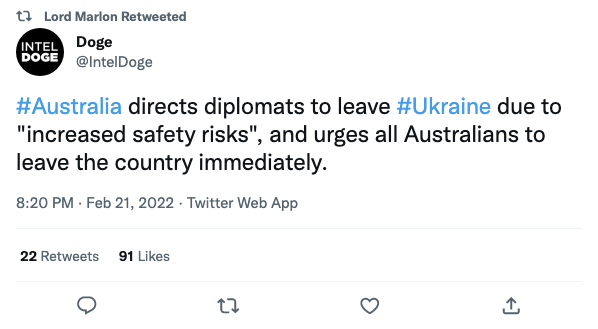 Lord Marlon Retweeted
INTEL
DOGE
Doge
@IntelDoge
#Australia directs diplomats to leave #Ukraine due to
"increased safety risks", and urges all Australians to
leave the country immediately.
8:20 PM · Feb 21, 2022 · Twitter Web App
22 Retweets 91 Likes